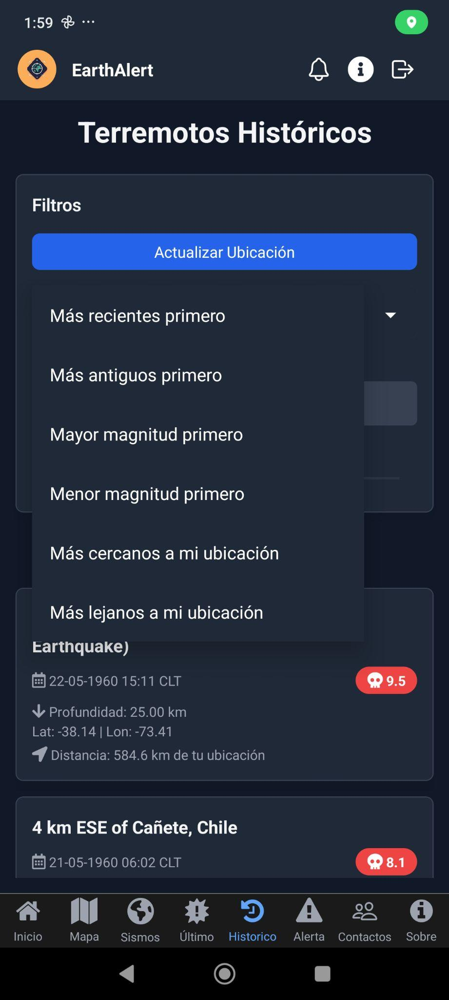 1:59
EarthAlert
Terremotos Históricos
Filtros
Actualizar Ubicación
Más recientes primero
Más antiguos primero
Mayor magnitud primero
Menor magnitud primero
Más cercanos a mi ubicación
Más lejanos a mi ubicación
Earthquake)
22-05-1960 15:11 CLT
9.5
Profundidad: 25.00 km
Lat: -38.14 | Lon: -73.41
Distancia: 584.6 km de tu ubicación
4 km ESE of Cañete, Chile
21-05-1960 06:02 CLT
8.1
Inicio
Mapa
Sismos
Último
Historico
Alerta
Contactos
Sobre